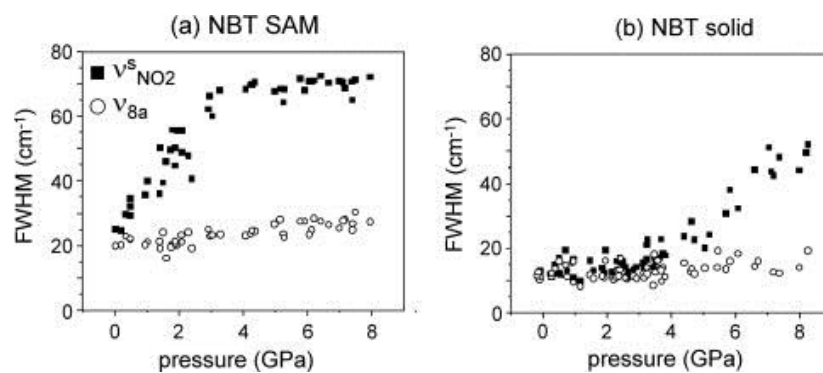 (a) NBT SAM
(b) NBT solid
80
60
40
20
0
FWHM (cm⁻¹)
νˢNO2
ν8a
0 2 4 6 8
pressure (GPa)
80
60
40
20
0
FWHM (cm⁻¹)
0 2 4 6 8
pressure (GPa)